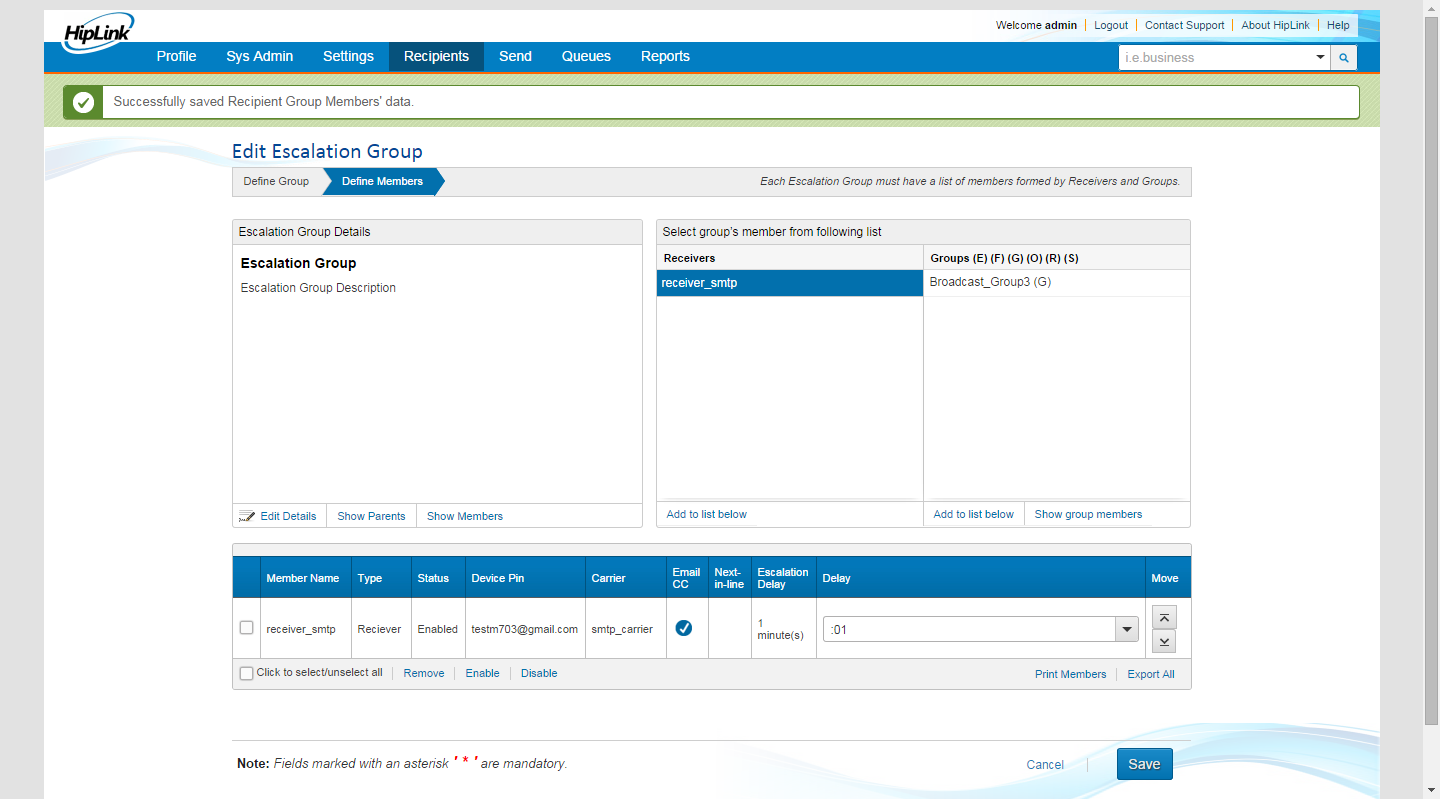 HipLink
Welcome admin Logout Contact Support About HipLink Help
Profile Sys Admin Settings Recipients Send Queues Reports i.e.business
Successfully saved Recipient Group Members' data.
Edit Escalation Group
Define Group Define Members Each Escalation Group must have a list of members formed by Receivers and Groups.
Escalation Group Details
Escalation Group
Escalation Group Description
Edit Details Show Parents Show Members
Select group's member from following list
Receivers Groups (E) (F) (G) (O) (R) (S)
receiver_smtp Broadcast_Group3 (G)
Add to list below Add to list below Show group members
Member Name Type Status Device Pin Carrier Email CC Next-in-line Escalation Delay Delay Move
receiver_smtp Reciever Enabled testm703@gmail.com smtp_carrier 1 minute(s) :01
Click to select/unselect all Remove Enable Disable Print Members Export All
Note: Fields marked with an asterisk ' * ' are mandatory. Cancel Save